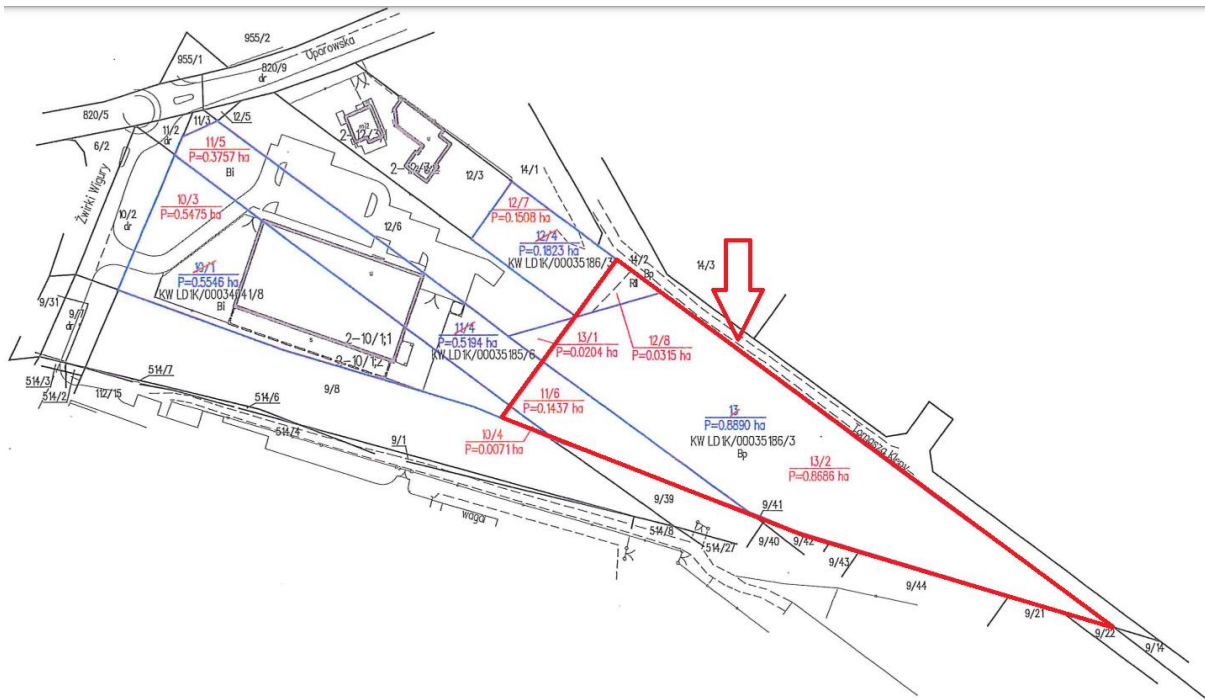 955/2
955/1
Oporowska
820/9
dr
820/5
11/3
12/5
11/2
dr
6/2
11/5
P=0.3757 ha
Bi
12/3
14/1
10/3
P=0.5475 ha
12/7
P=0.1508 ha
Żwirki Wigury
10/2
dr
12/6
12/4
P=0.1823 ha
KW LD1K/00035186/3
14/2
Bp
14/3
10/1
P=0.5546 ha
Bi
9/31
9/7
dr
11/4
P=0.5194 ha
KW LD1K/00035185/6
2-10/1;1
2-10/1;2
13/1
P=0.0204 ha
12/8
P=0.0315 ha
514/3
514/2
514/7
112/15
514/6
514/4
9/8
11/6
P=0.1437 ha
10/4
P=0.0071 ha
13
P=0.8890 ha
KW LD1K/00035186/3
Bp
13/2
P=0.8686 ha
9/1
waga
9/39
514/8
514/27
9/41
9/40
9/42
9/43
9/44
9/21
9/22
9/14